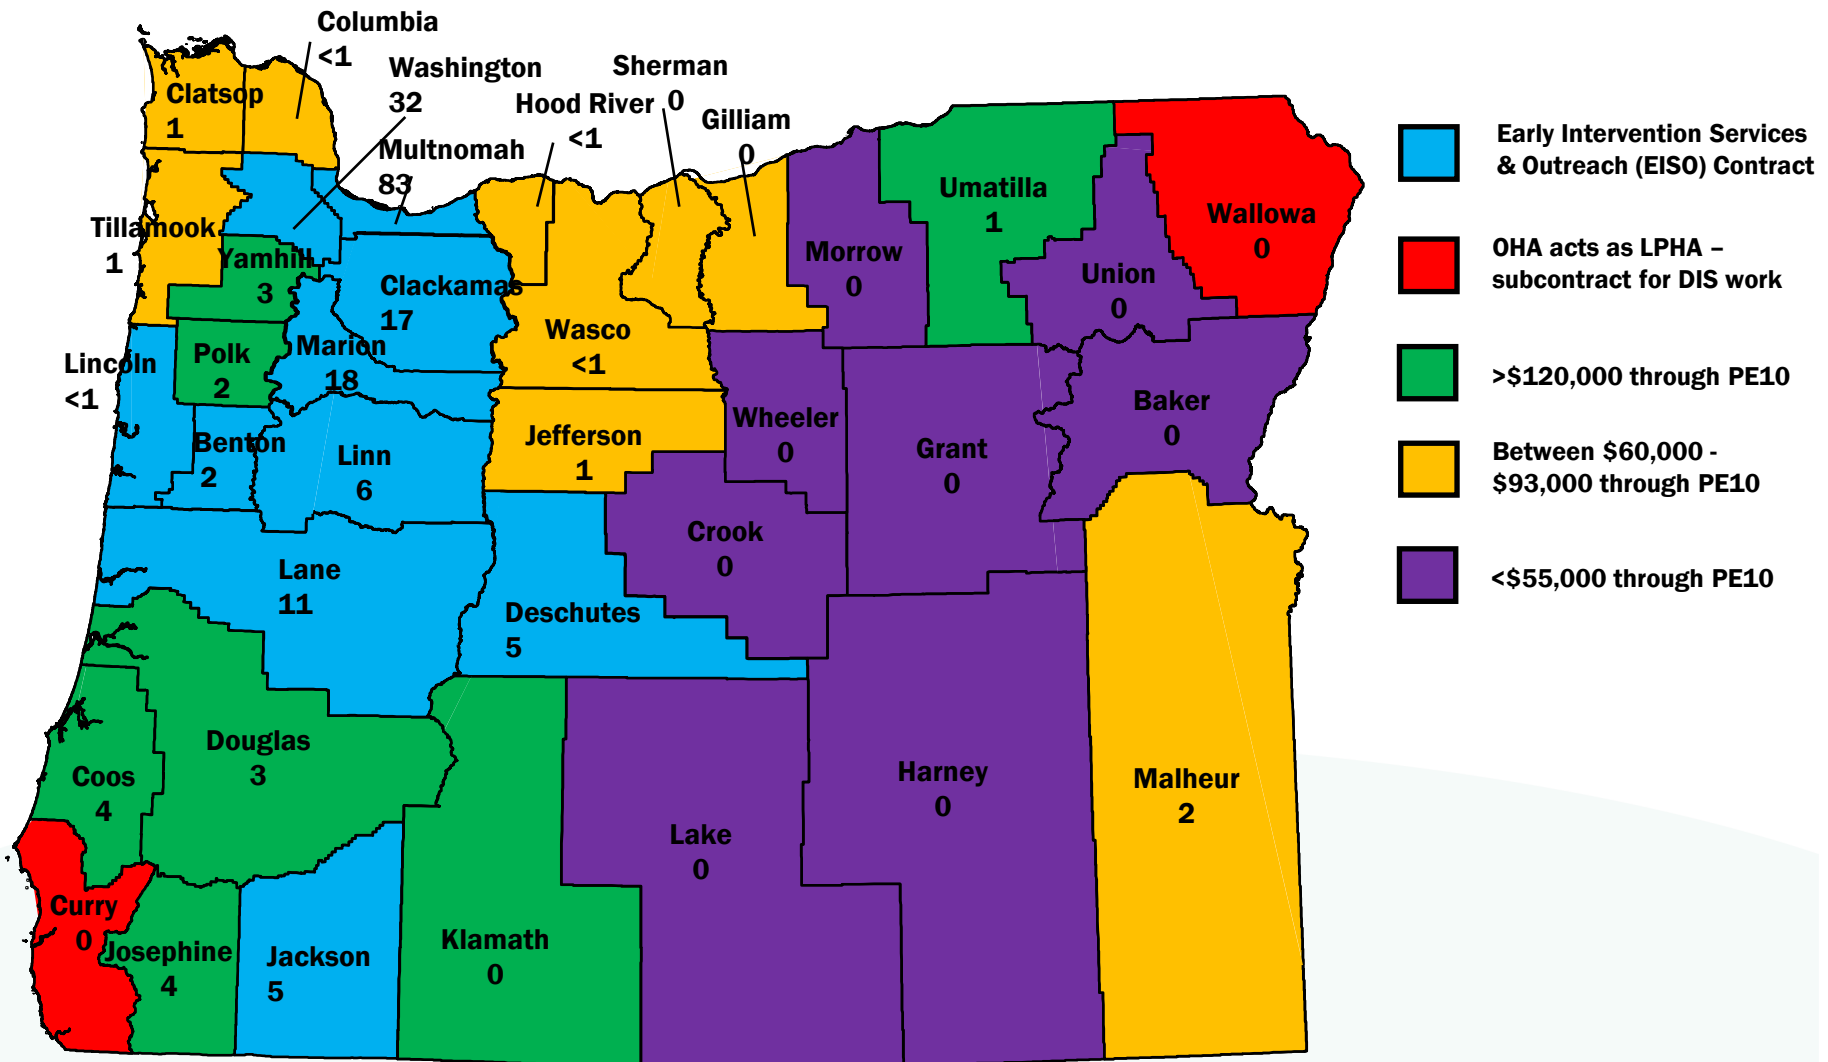 Columbia
<1
Washington
32
Sherman
0
Hood River
<1
Gilliam
0
Clatsop
1
Multnomah
83
Umatilla
1
Wallowa
0
Tillamook
1
Yamhill
3
Morrow
0
Union
0
Clackamas
17
Wasco
<1
Lincoln
<1
Polk
2
Marion
18
Wheeler
0
Baker
0
Jefferson
1
Grant
0
Benton
2
Linn
6
Crook
0
Lane
11
Deschutes
5
Douglas
3
Coos
4
Harney
0
Malheur
2
Lake
0
Curry
0
Josephine
4
Jackson
5
Klamath
0
Early Intervention Services
& Outreach (EISO) Contract
OHA acts as LPHA –
subcontract for DIS work
>$120,000 through PE10
Between $60,000 -
$93,000 through PE10
<$55,000 through PE10